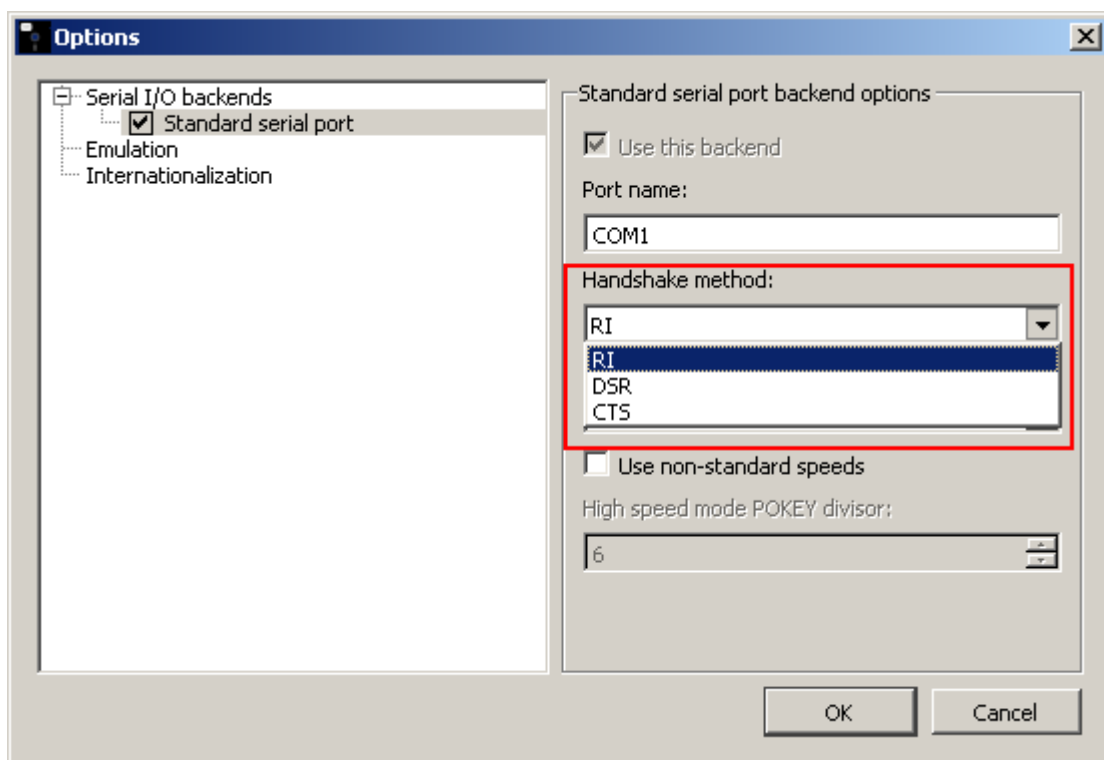 Options
Serial I/O backends
Standard serial port
Emulation
Internationalization
Standard serial port backend options
Use this backend
Port name:
COM1
Handshake method:
RI
RI
DSR
CTS
Use non-standard speeds
High speed mode POKEY divisor:
6
OK
Cancel